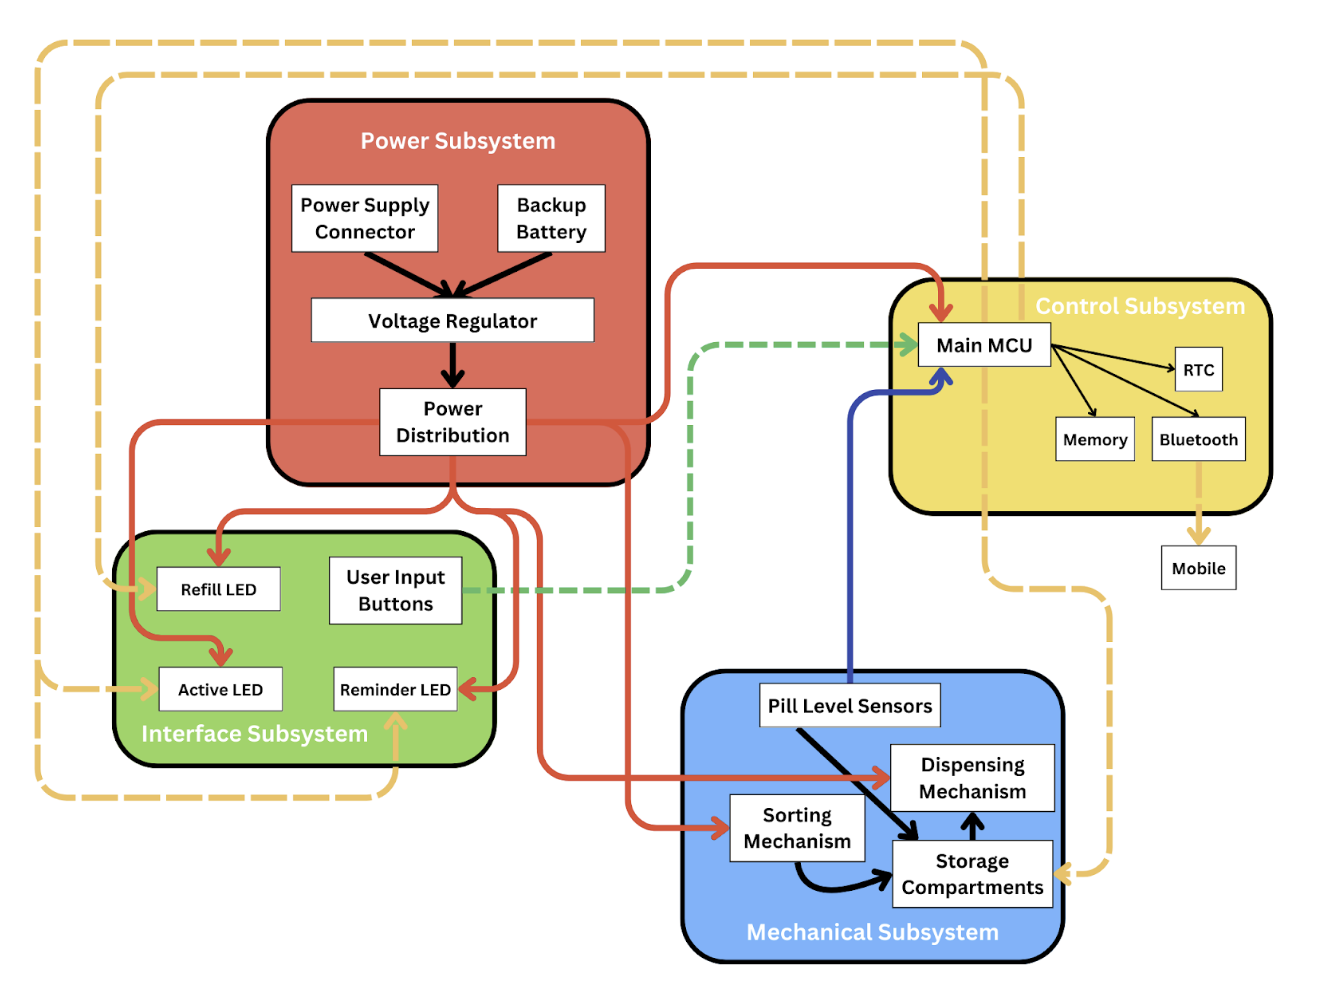 Power Subsystem
Power Supply
Connector
Backup
Battery
Voltage Regulator
Power
Distribution
Control Subsystem
Main MCU
RTC
Memory
Bluetooth
Mobile
Refill LED
User Input
Buttons
Active LED
Reminder LED
Interface Subsystem
Pill Level Sensors
Dispensing
Mechanism
Sorting
Mechanism
Storage
Compartments
Mechanical Subsystem